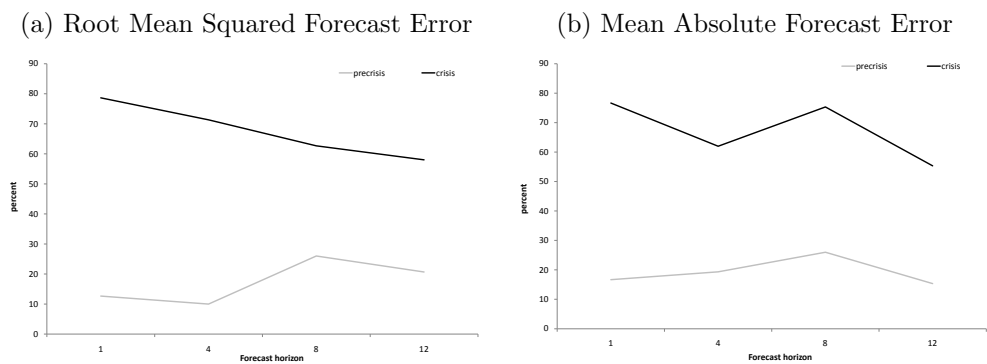 (a) Root Mean Squared Forecast Error
90
80
70
60
50
40
30
20
10
0
percent
precrisis
crisis
1 4 8 12
Forecast horizon
(b) Mean Absolute Forecast Error
90
80
70
60
50
40
30
20
10
0
percent
precrisis
crisis
1 4 8 12
Forecast horizon